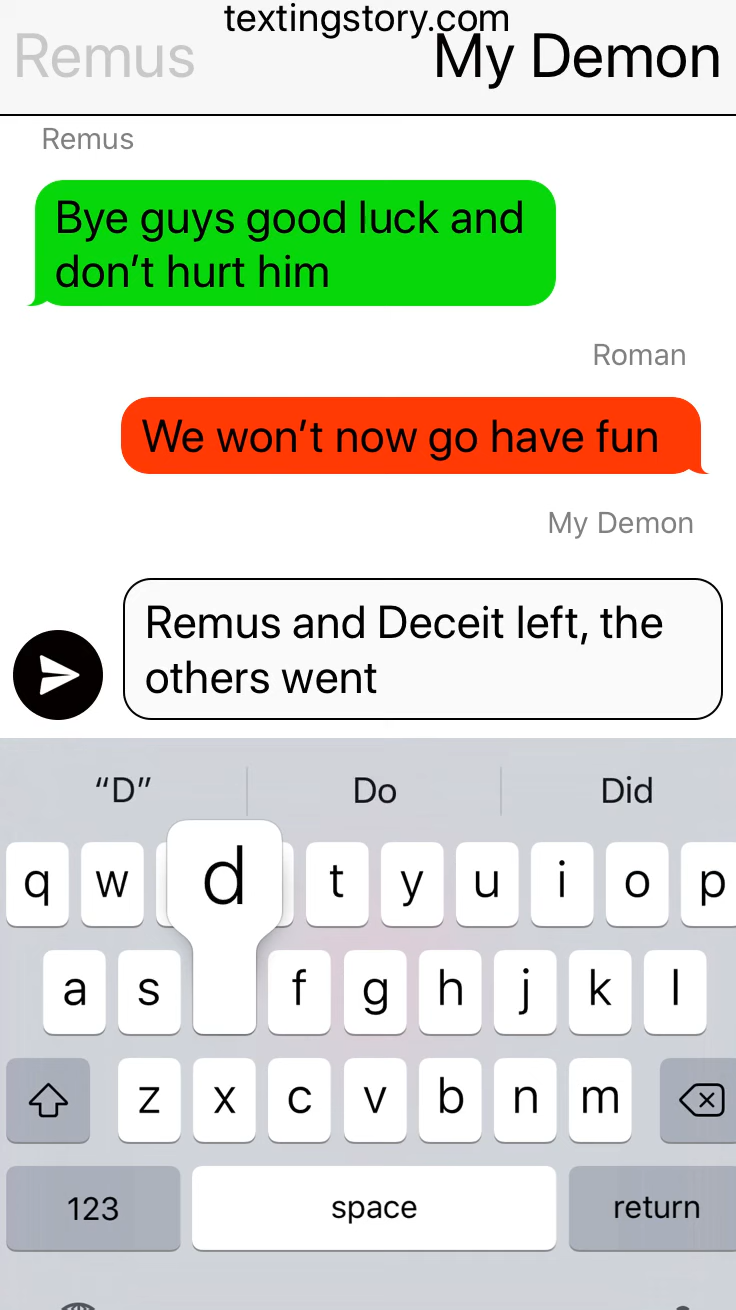 textingstory.com
Remus
My Demon
Remus
Bye guys good luck and
don’t hurt him
Roman
We won’t now go have fun
My Demon
Remus and Deceit left, the
others went
“D” Do Did
q w d t y u i o p
a s f g h j k l
z x c v b n m
123 space return